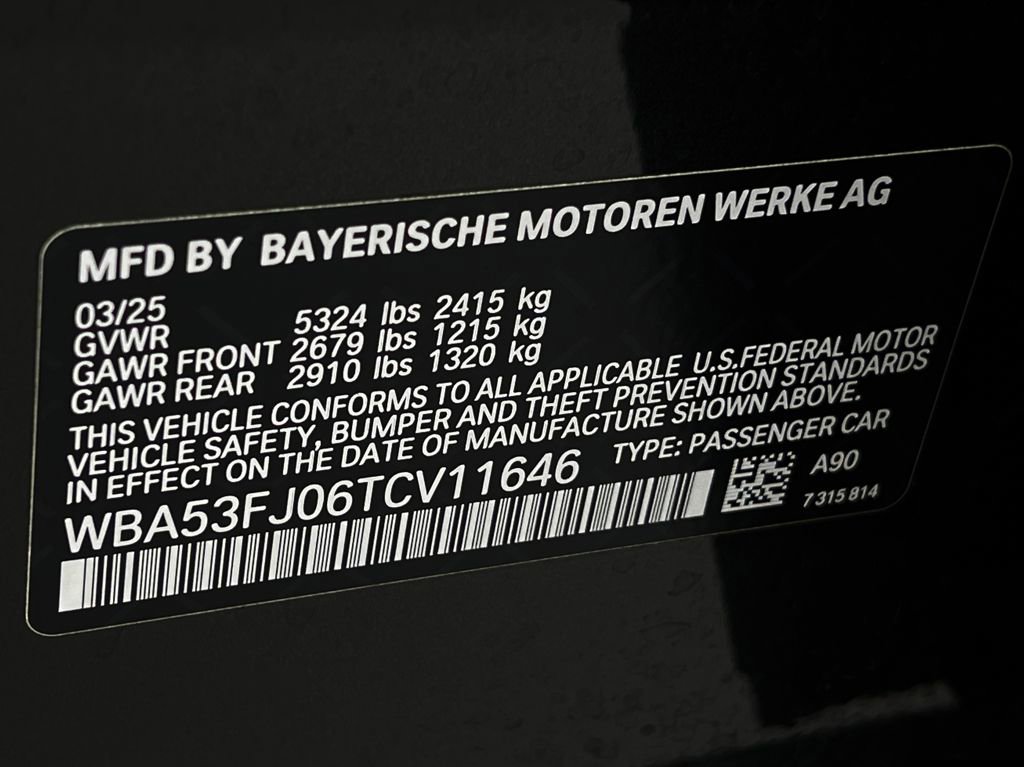 MFD BY BAYERISCHE MOTOREN WERKE AG
03/25
GVWR 5324 lbs 2415 kg
GAWR FRONT 2679 lbs 1215 kg
GAWR REAR 2910 lbs 1320 kg
THIS VEHICLE CONFORMS TO ALL APPLICABLE U.S.FEDERAL MOTOR
VEHICLE SAFETY, BUMPER AND THEFT PREVENTION STANDARDS
IN EFFECT ON THE DATE OF MANUFACTURE SHOWN ABOVE.
WBA53FJ06TCV11646 TYPE: PASSENGER CAR
A90
7 315 814